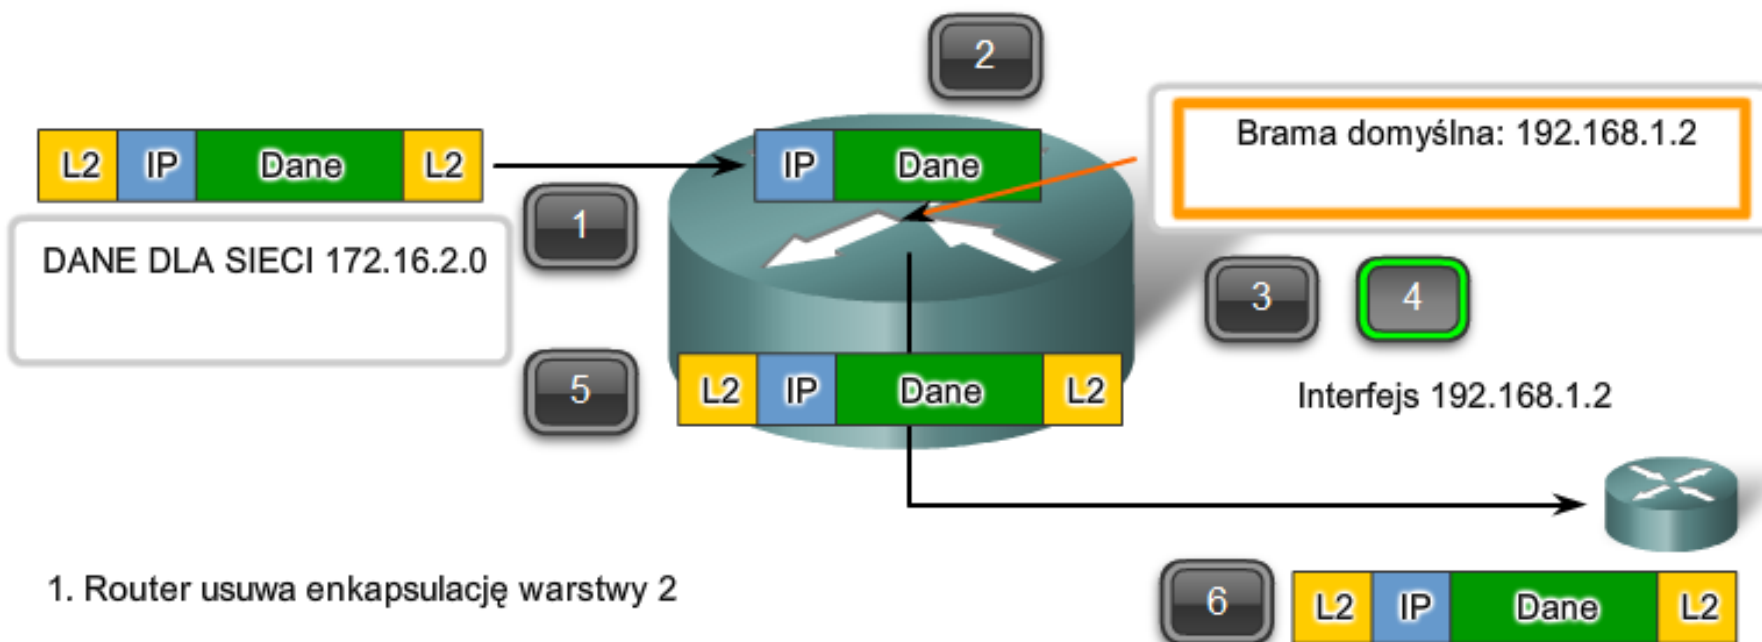 2
L2 IP Dane L2
IP Dane
Brama domyślna: 192.168.1.2
1
DANE DLA SIECI 172.16.2.0
3 4
5
L2 IP Dane L2
Interfejs 192.168.1.2
1. Router usuwa enkapsulację warstwy 2
6
L2 IP Dane L2